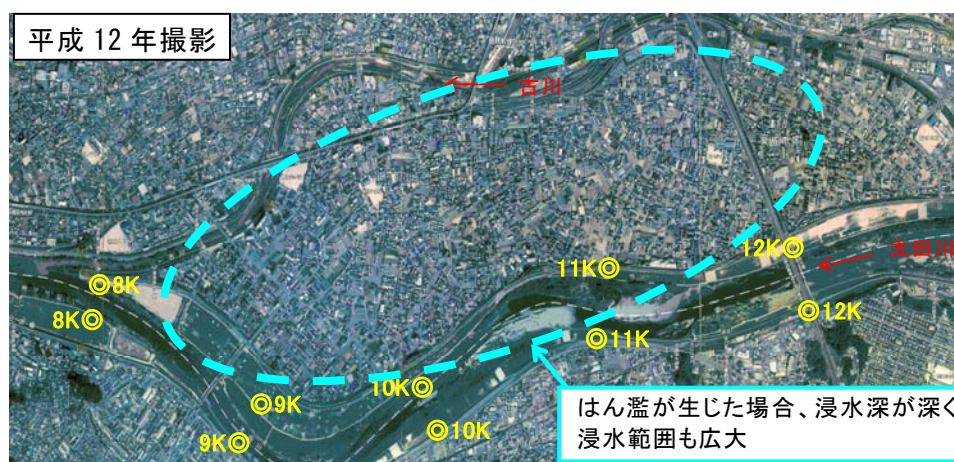 平成 12 年撮影
古川
12K◎
太田川
11K◎
◎8K
8K◎
◎12K
◎11K
10K◎
◎9K
◎10K
9K◎
はん濫が生じた場合、浸水深が深く
浸水範囲も広大